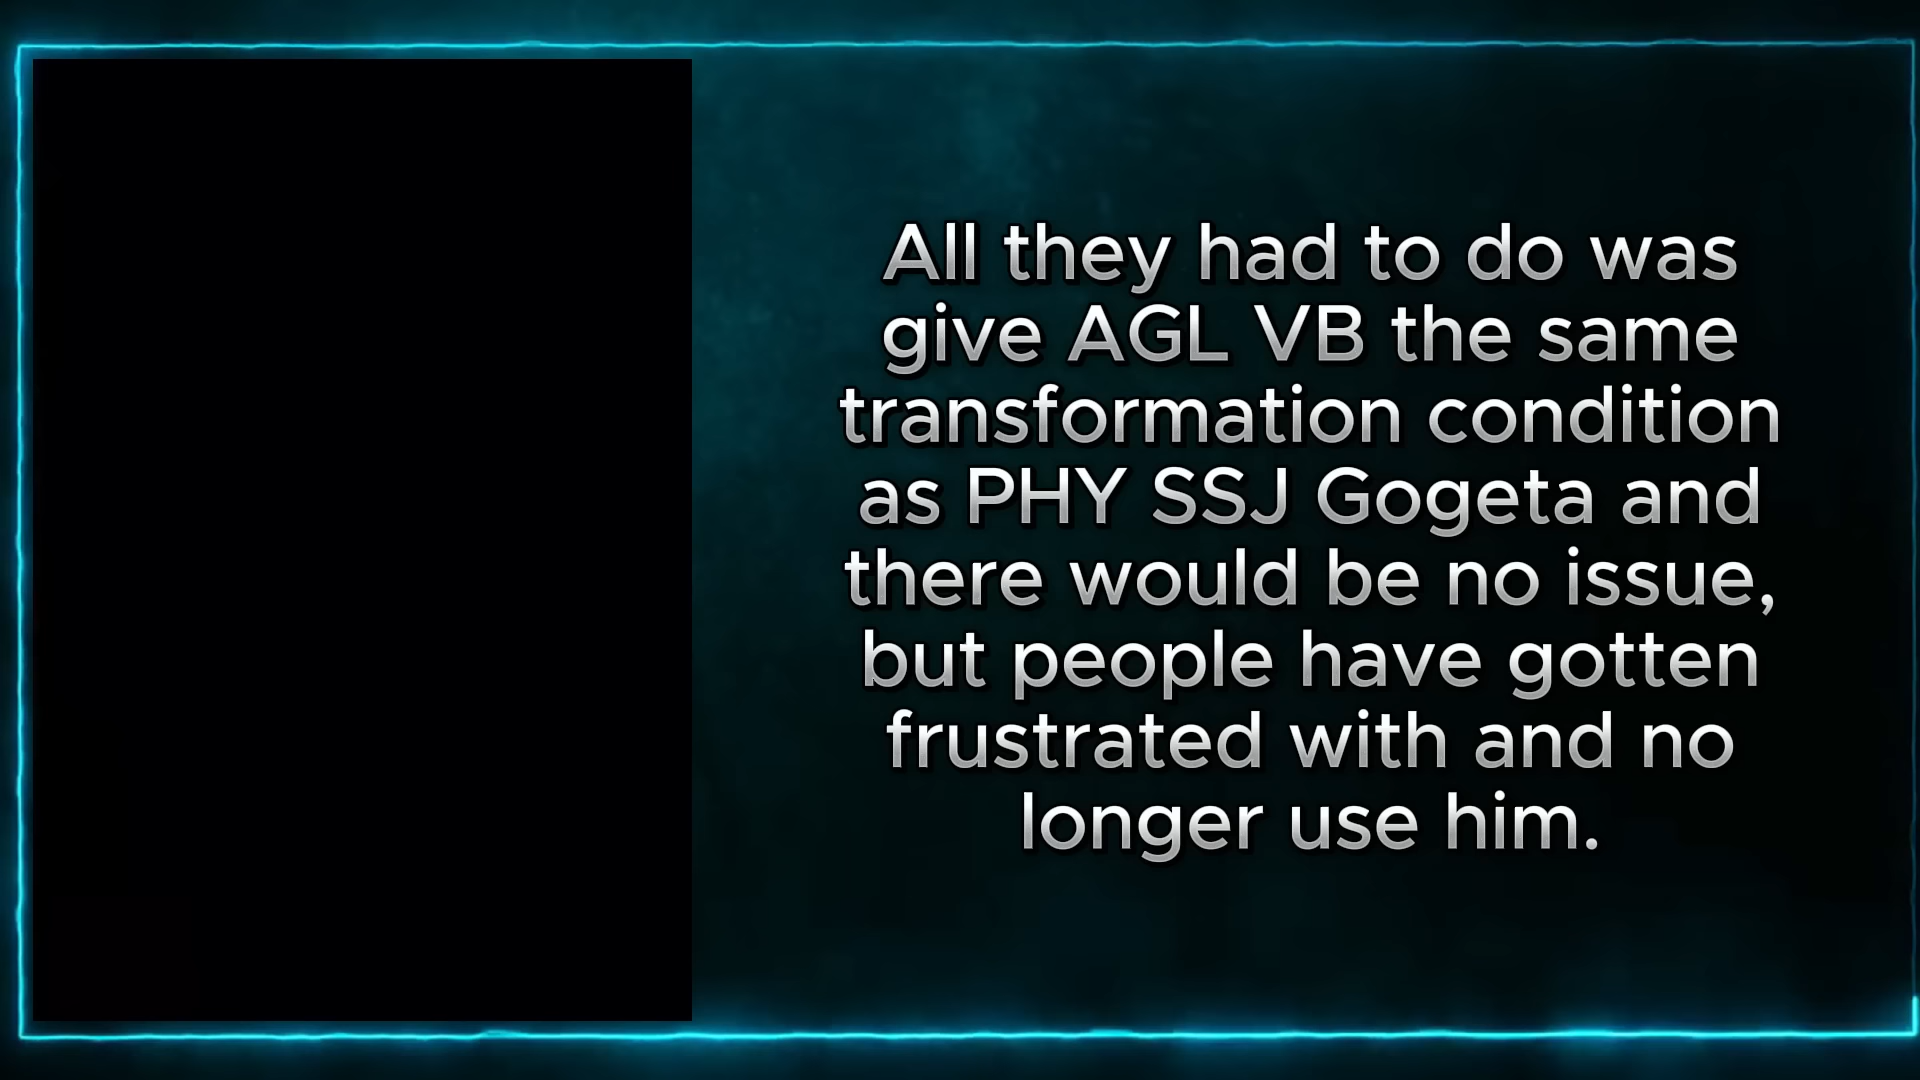 All they had to do was
give AGL VB the same
transformation condition
as PHY SSJ Gogeta and
there would be no issue,
but people have gotten
frustrated with and no
longer use him.